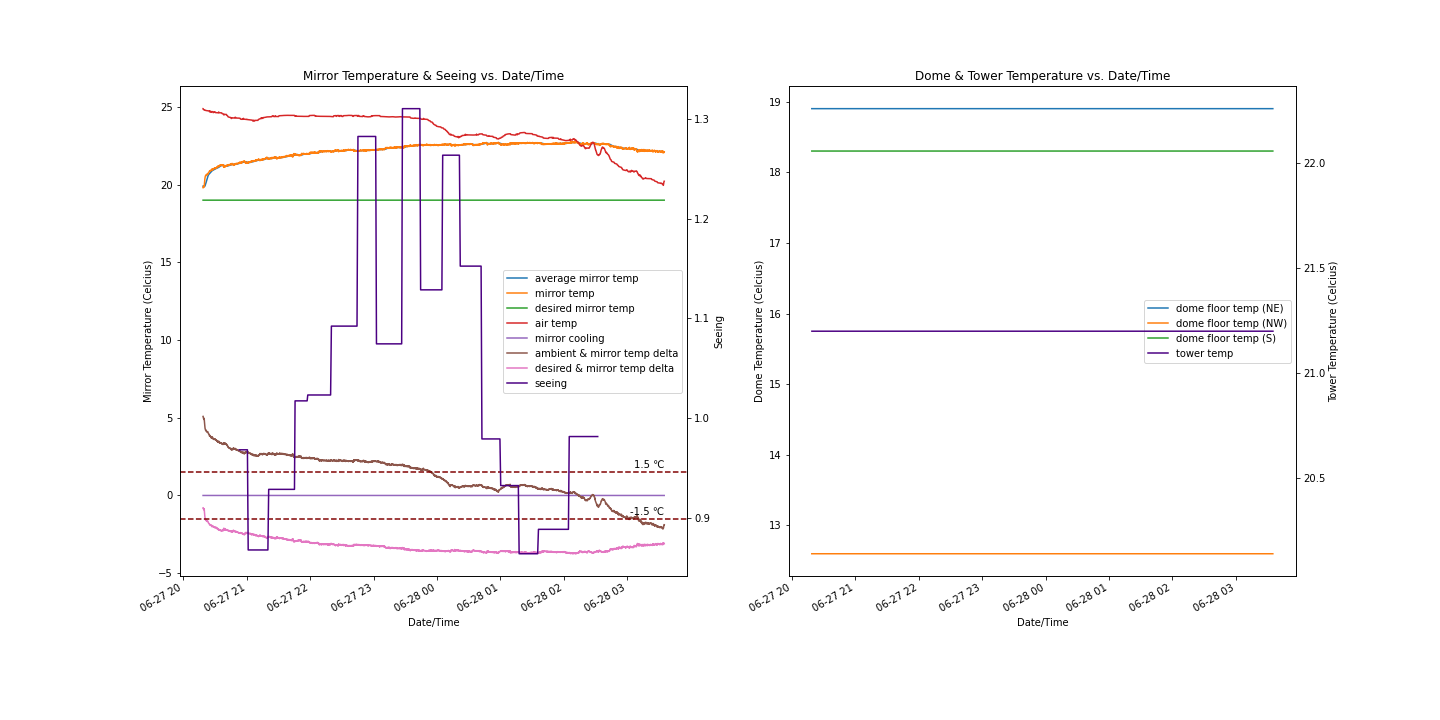 Mirror Temperature & Seeing vs. Date/Time
25
20
15
10
5
0
−5
Mirror Temperature (Celcius)
1.3
1.2
1.1
1.0
0.9
Seeing
average mirror temp
mirror temp
desired mirror temp
air temp
mirror cooling
ambient & mirror temp delta
desired & mirror temp delta
seeing
1.5 ℃
-1.5 ℃
06-27 20
06-27 21
06-27 22
06-27 23
06-28 00
06-28 01
06-28 02
06-28 03
Date/Time
Dome & Tower Temperature vs. Date/Time
19
18
17
16
15
14
13
Dome Temperature (Celcius)
22.0
21.5
21.0
20.5
Tower Temperature (Celcius)
dome floor temp (NE)
dome floor temp (NW)
dome floor temp (S)
tower temp
06-27 20
06-27 21
06-27 22
06-27 23
06-28 00
06-28 01
06-28 02
06-28 03
Date/Time